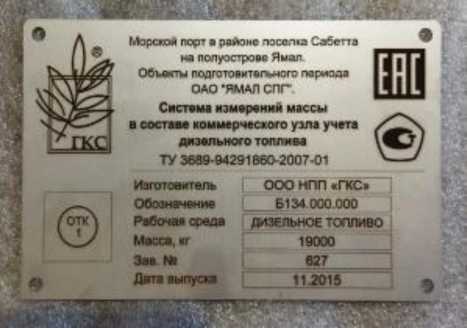 Морской порт в районе поселка Сабетта
на полуострове Ямал.
Объекты подготовительного периода
ОАО "ЯМАЛ СПГ".
Система измерений массы
в составе коммерческого узла учета
дизельного топлива
ТУ 3689-94291860-2007-01
ГКС
ЕАС
Изготовитель ООО НПП «ГКС»
Обозначение Б134.000.000
Рабочая среда ДИЗЕЛЬНОЕ ТОПЛИВО
Масса, кг 19000
Зав. № 627
Дата выпуска 11.2015
ОТК
1